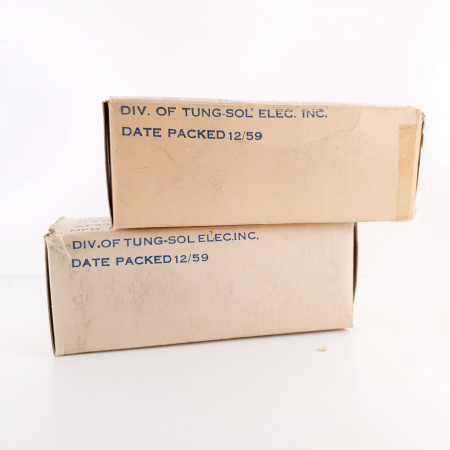 DIV. OF TUNG-SOL ELEC. INC.
DATE PACKED 12/59
DIV.OF TUNG-SOL ELEC.INC.
DATE PACKED 12/59